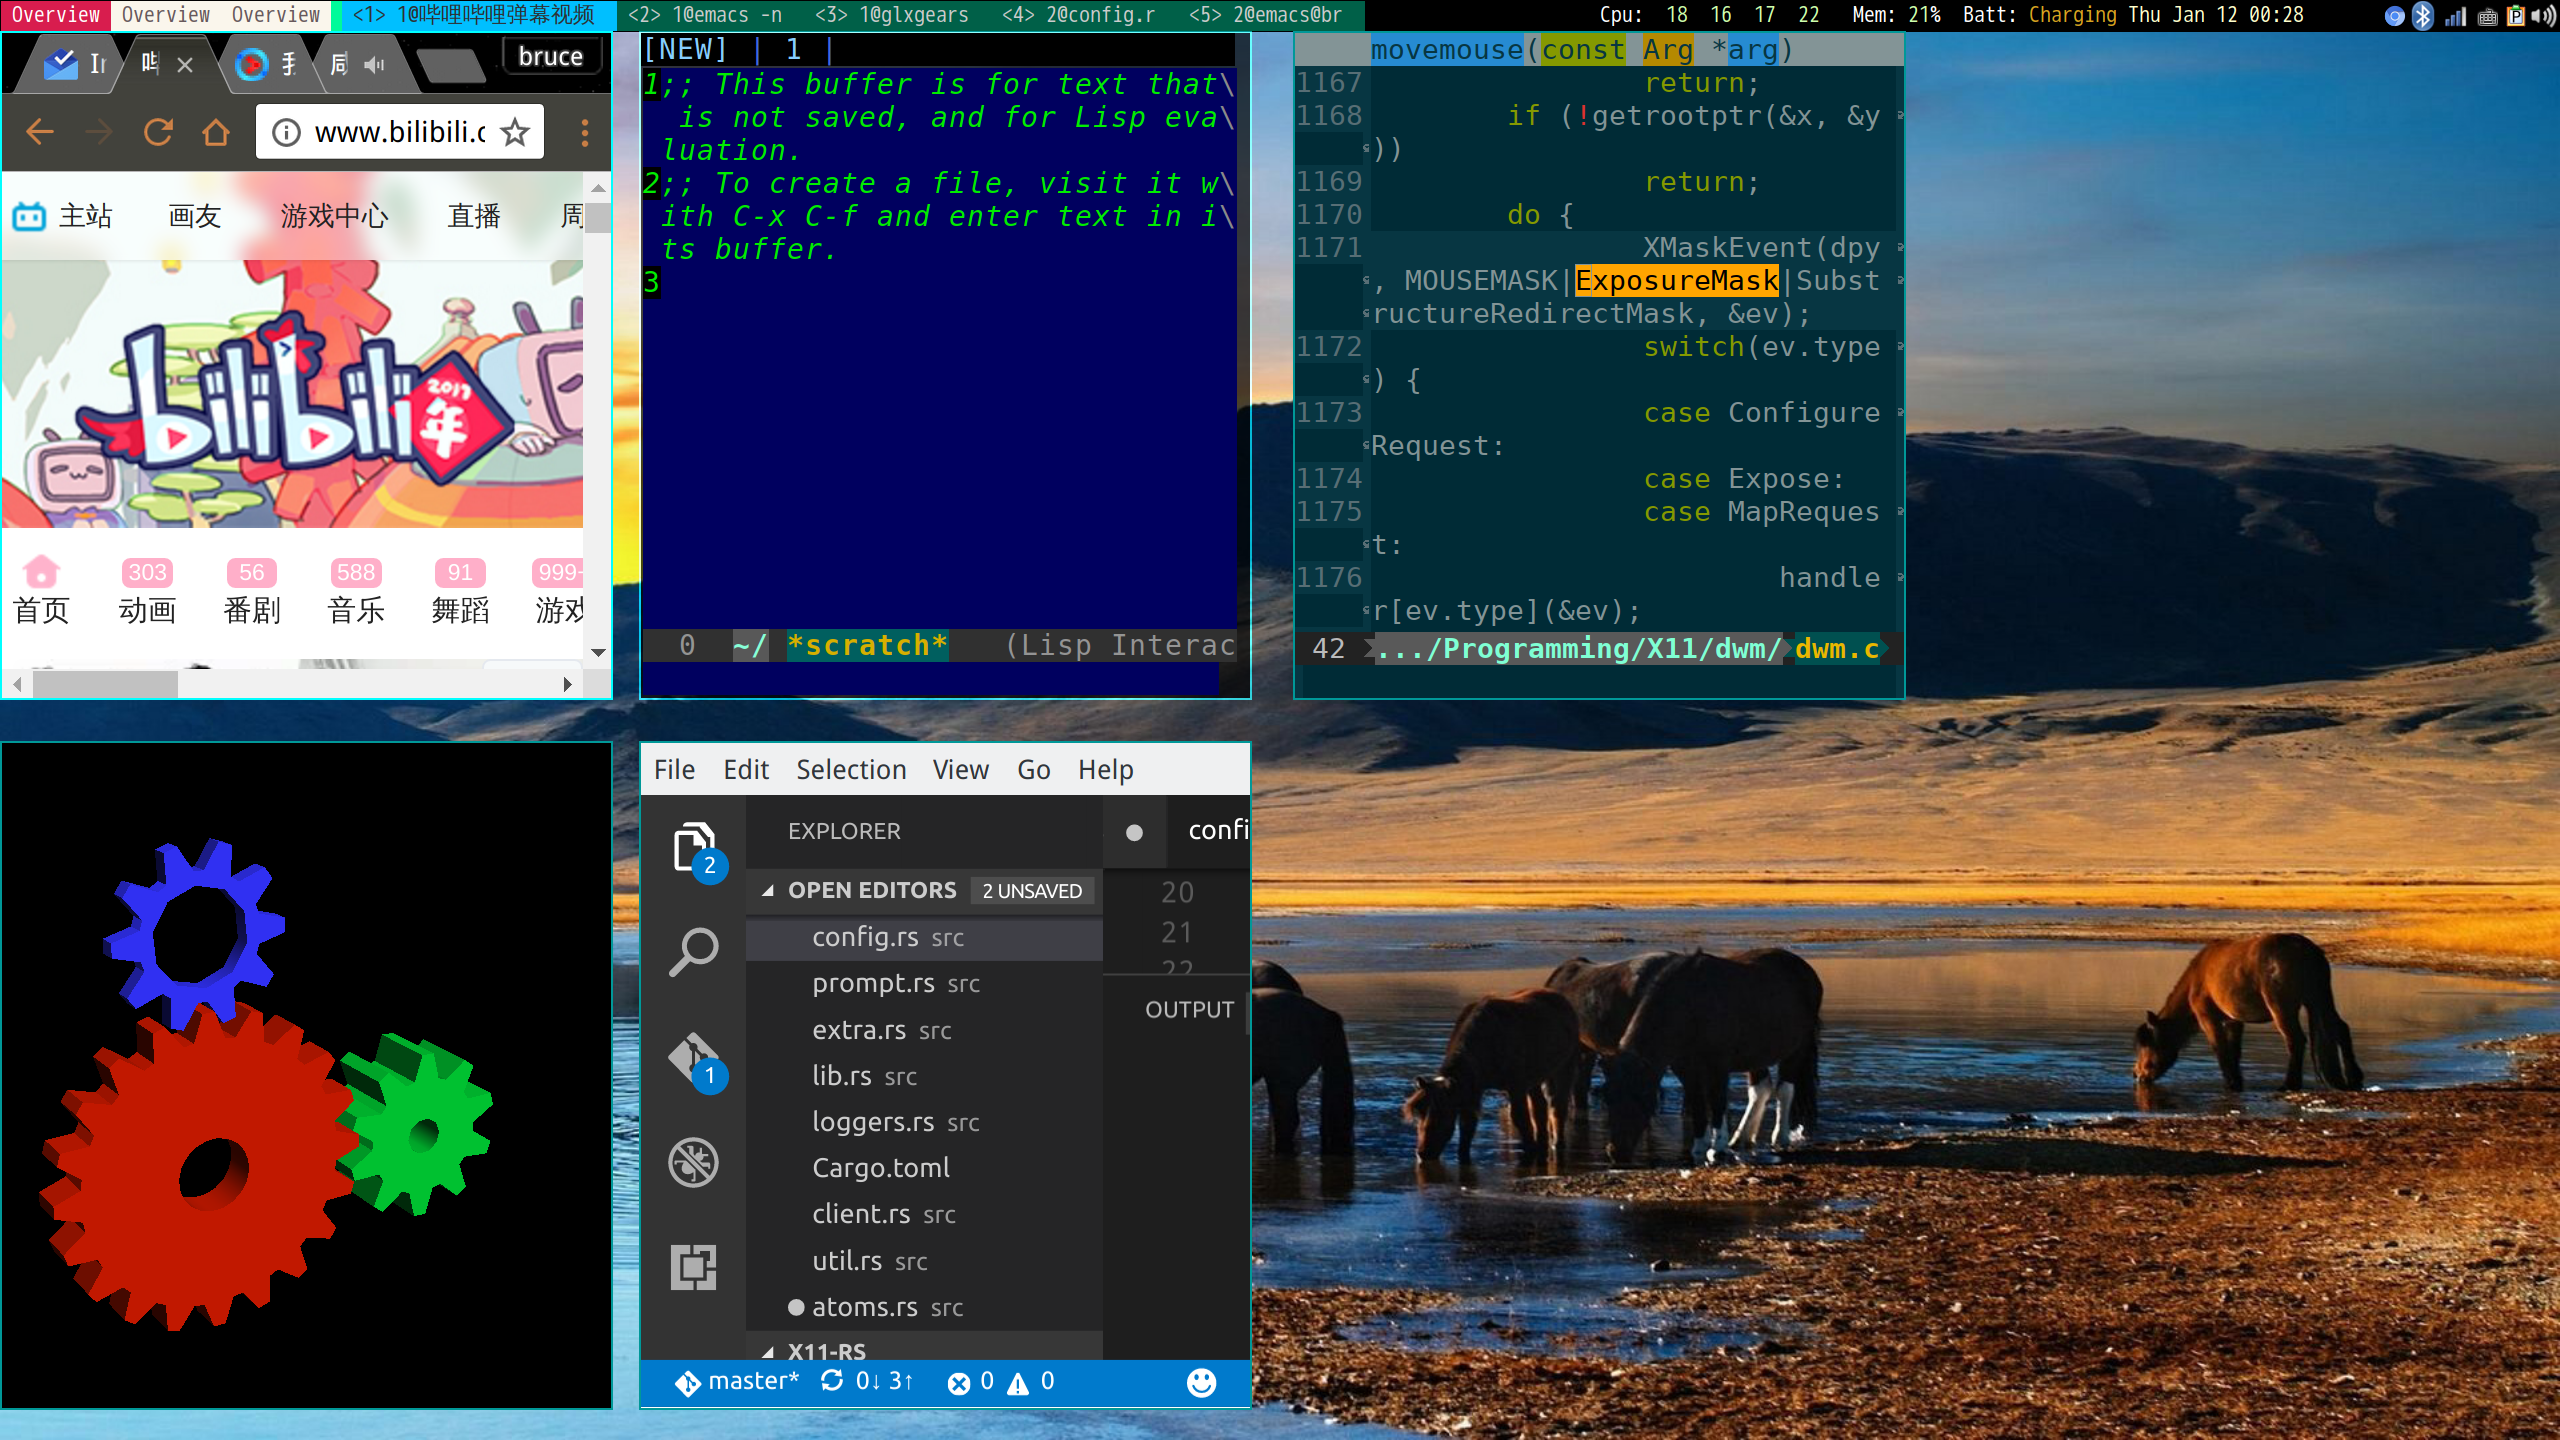 Overview Overview Overview <1> 1@哔哩哔哩弹幕视频 <2> 1@emacs -n <3> 1@glxgears <4> 2@config.r <5> 2@emacs@br Cpu: 18 16 17 22 Mem: 21% Batt: Charging Thu Jan 12 00:28
bruce
www.bilibili.c
主站 画友 游戏中心 直播 周
bilibili 2017 年
303 56 588 91 999+
首页 动画 番剧 音乐 舞蹈 游戏
[NEW] | 1 |
1;; This buffer is for text that\
is not saved, and for Lisp eva\
luation.
2;; To create a file, visit it w\
ith C-x C-f and enter text in i\
ts buffer.
3
0 ~/ *scratch* (Lisp Interac
movemouse(const Arg *arg)
1167 return;
1168 if (!getrootptr(&x, &y
))
1169 return;
1170 do {
1171 XMaskEvent(dpy
, MOUSEMASK|ExposureMask|Subst
ructureRedirectMask, &ev);
1172 switch(ev.type
) {
1173 case Configure
Request:
1174 case Expose:
1175 case MapReques
t:
1176 handle
r[ev.type](&ev);
42 .../Programming/X11/dwm/ dwm.c
File Edit Selection View Go Help
EXPLORER
OPEN EDITORS 2 UNSAVED
config.rs src
prompt.rs src
extra.rs src
lib.rs src
loggers.rs src
Cargo.toml
client.rs src
util.rs src
atoms.rs src
X11-RS
2
1
confi
20
21
22
OUTPUT
master* 0↓ 3↑ 0 0